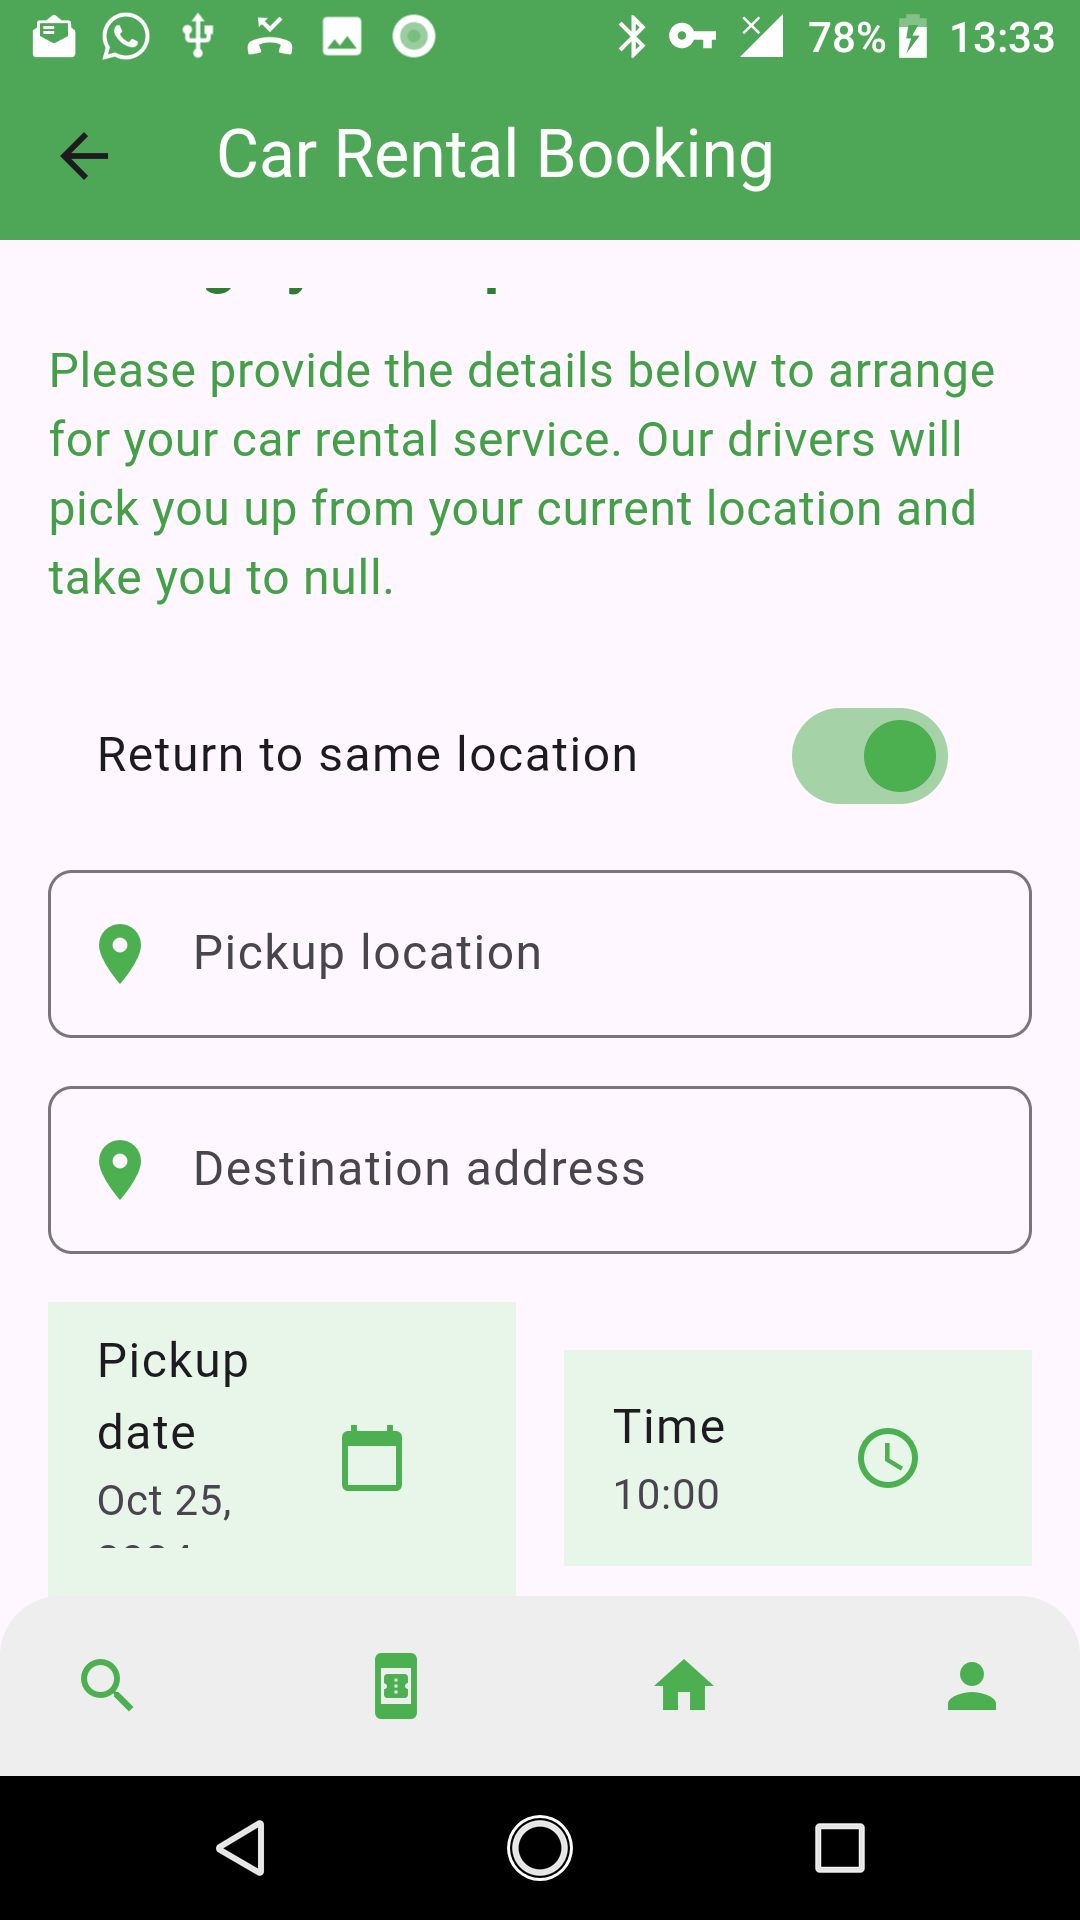 78% 13:33
Car Rental Booking
Please provide the details below to arrange
for your car rental service. Our drivers will
pick you up from your current location and
take you to null.
Return to same location
Pickup location
Destination address
Pickup
date
Oct 25,
Time
10:00